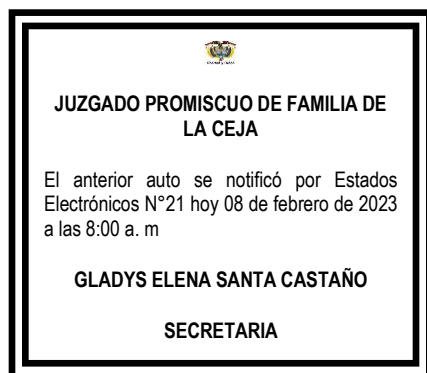 JUZGADO PROMISCUO DE FAMILIA DE
LA CEJA
El anterior auto se notificó por Estados
Electrónicos N°21 hoy 08 de febrero de 2023
a las 8:00 a. m
GLADYS ELENA SANTA CASTAÑO
SECRETARIA